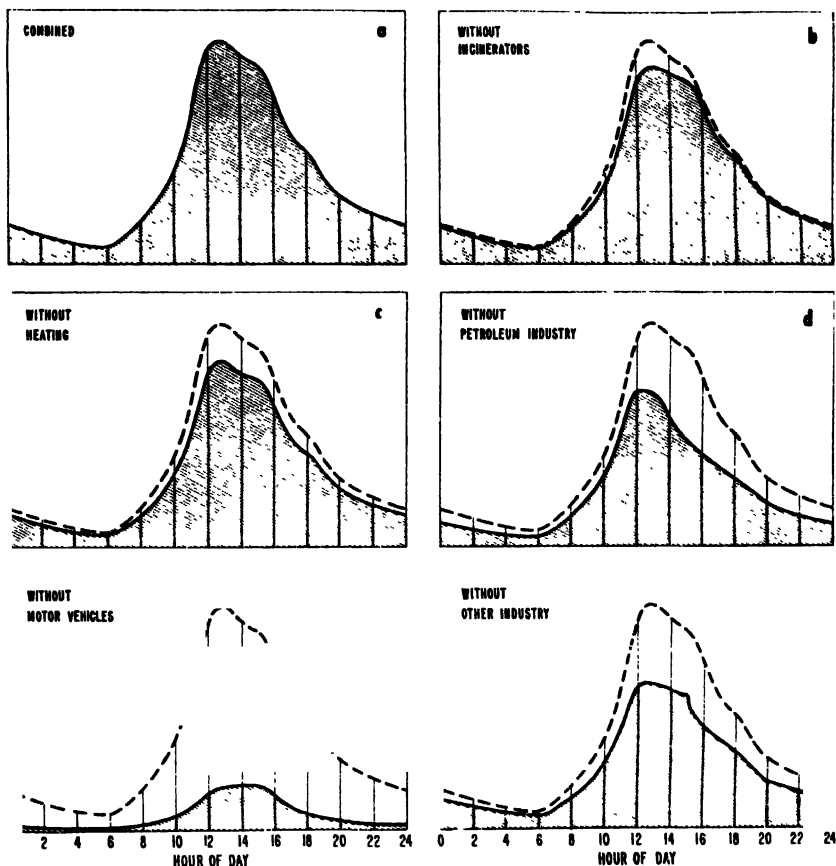 COMBINED
a
WITHOUT
INCINERATORS
b
WITHOUT
HEATING
c
WITHOUT
PETROLEUM INDUSTRY
d
WITHOUT
MOTOR VEHICLES
WITHOUT
OTHER INDUSTRY
2 4 6 8 10 12 14 16 18 20 22 24
HOUR OF DAY
0 2 4 6 8 10 12 14 16 18 20 22 24
HOUR OF DAY